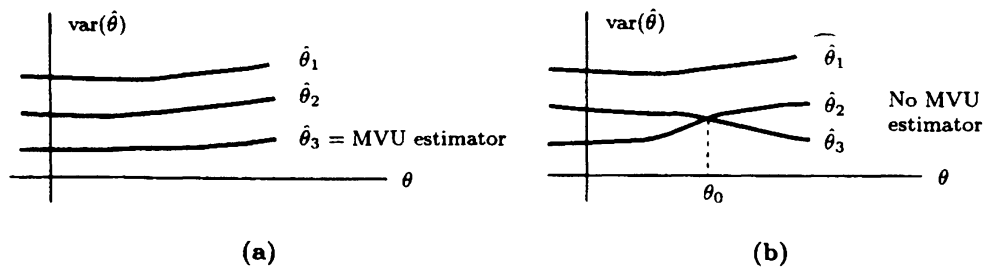 var(θ̂)
θ̂₁
θ̂₂
θ̂₃ = MVU estimator
θ
(a)
var(θ̂)
θ̂₁
θ̂₂
θ̂₃
No MVU
estimator
θ
θ₀
(b)